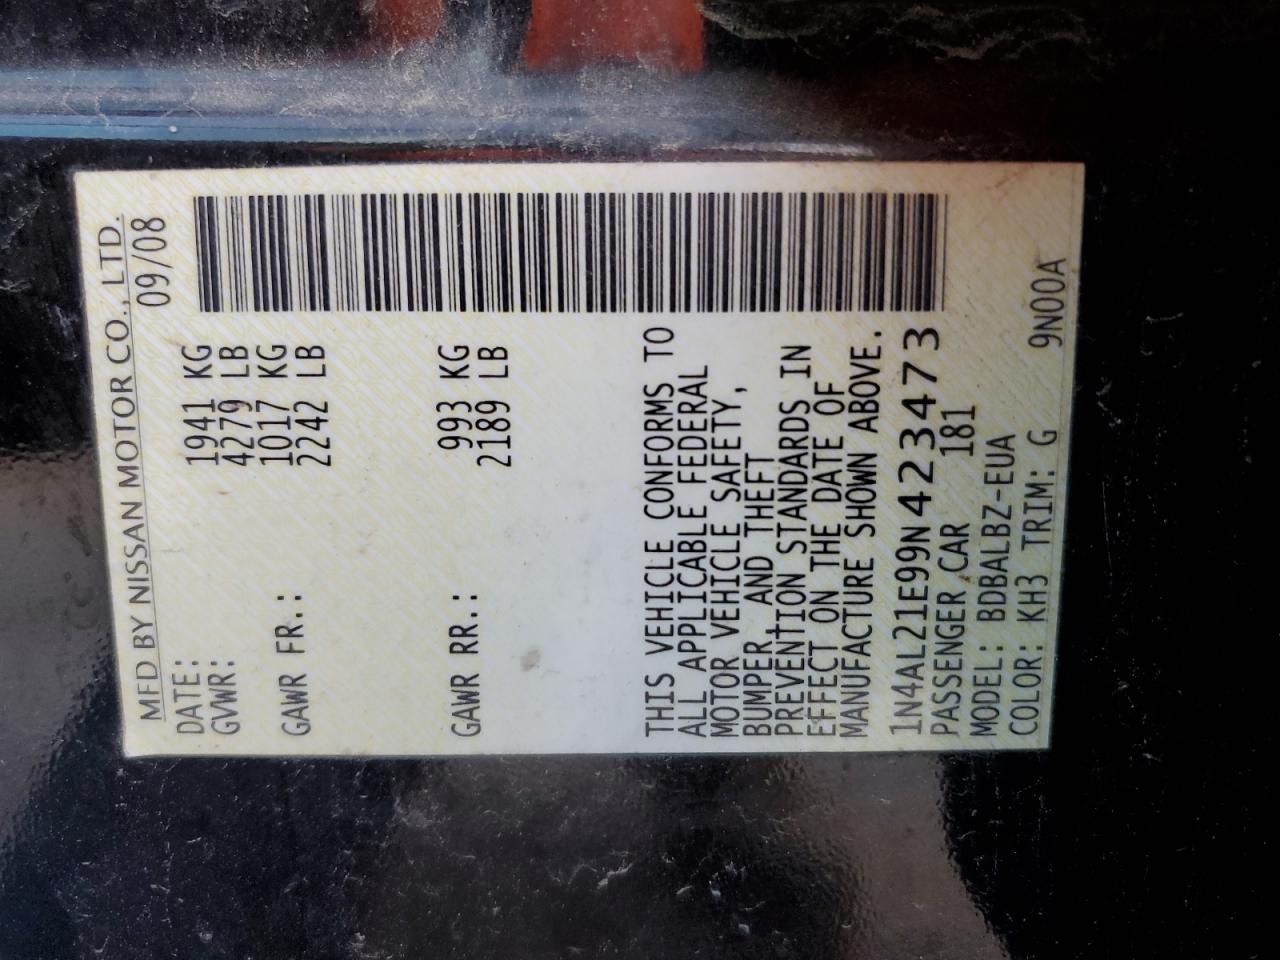 MFD BY NISSAN MOTOR CO., LTD.
DATE: 09/08
GVWR: 1941 KG
4279 LB
GAWR FR.: 1017 KG
2242 LB
GAWR RR.: 993 KG
2189 LB
THIS VEHICLE CONFORMS TO
ALL APPLICABLE FEDERAL
MOTOR VEHICLE SAFETY,
BUMPER, AND THEFT
PREVENTION STANDARDS IN
EFFECT ON THE DATE OF
MANUFACTURE SHOWN ABOVE.
1N4AL21E99N423473
PASSENGER CAR 181
MODEL: BDBALBZ-EUA
COLOR: KH3 TRIM: G 9N00A